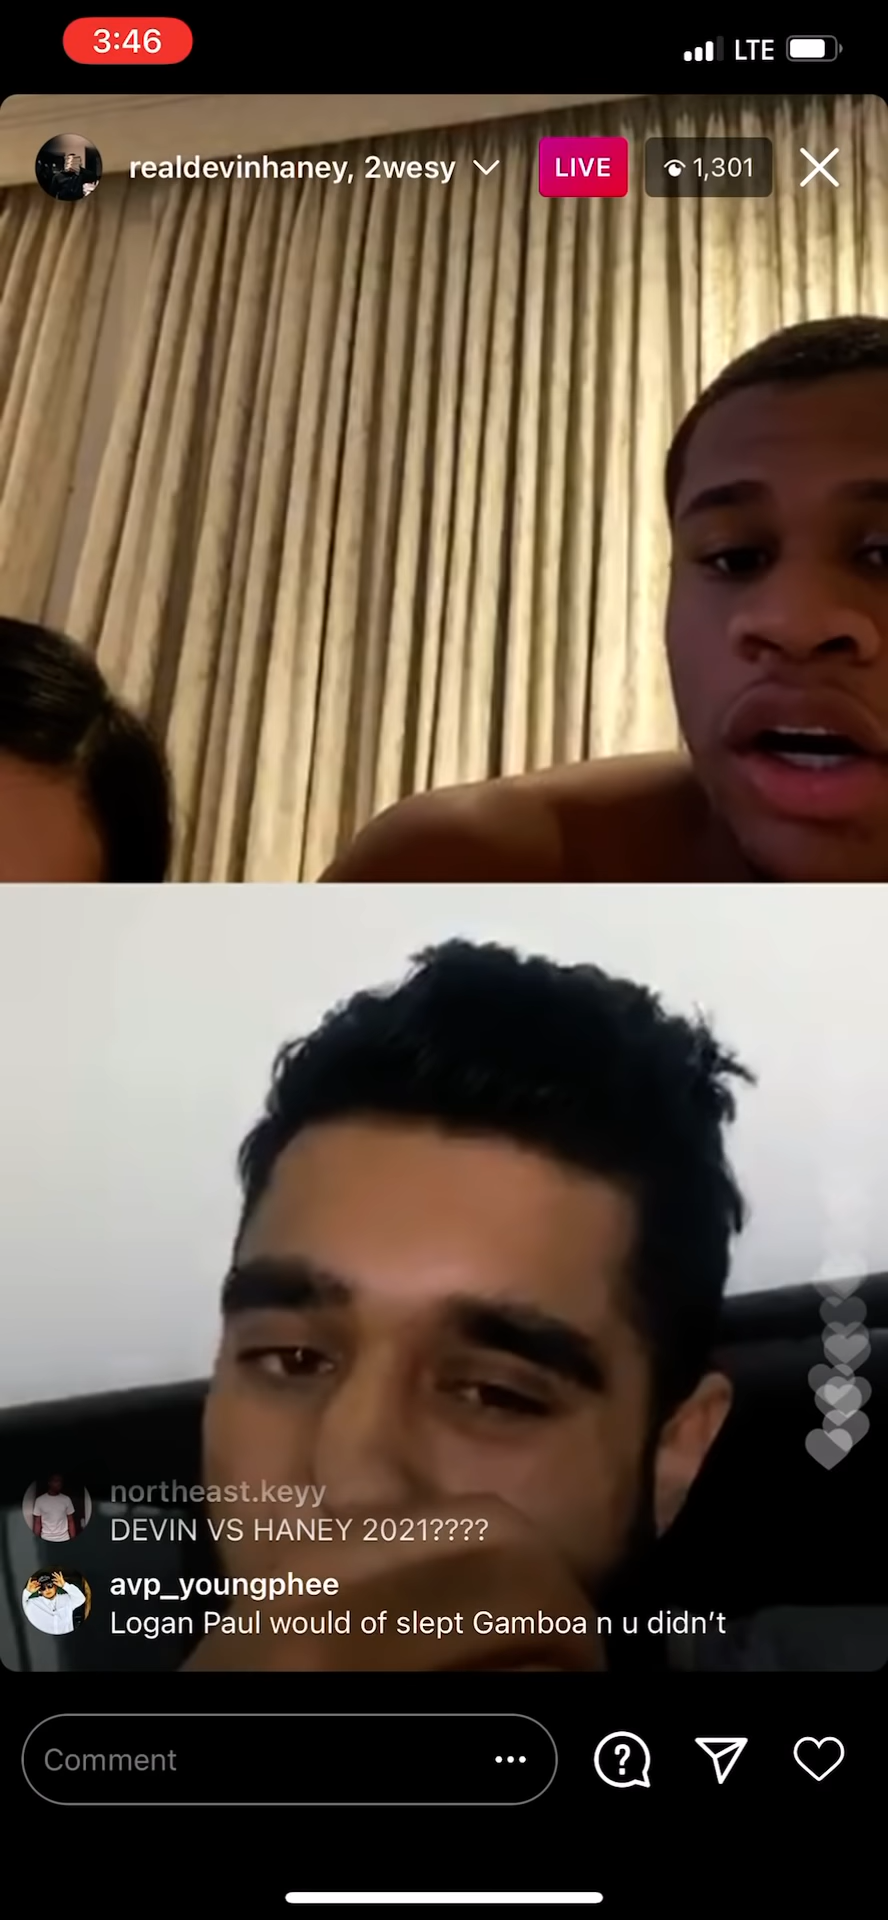 3:46
LTE
realdevinhaney, 2wesy
LIVE
1,301
northeast.keyy
DEVIN VS HANEY 2021????
avp_youngphee
Logan Paul would of slept Gamboa n u didn’t
Comment